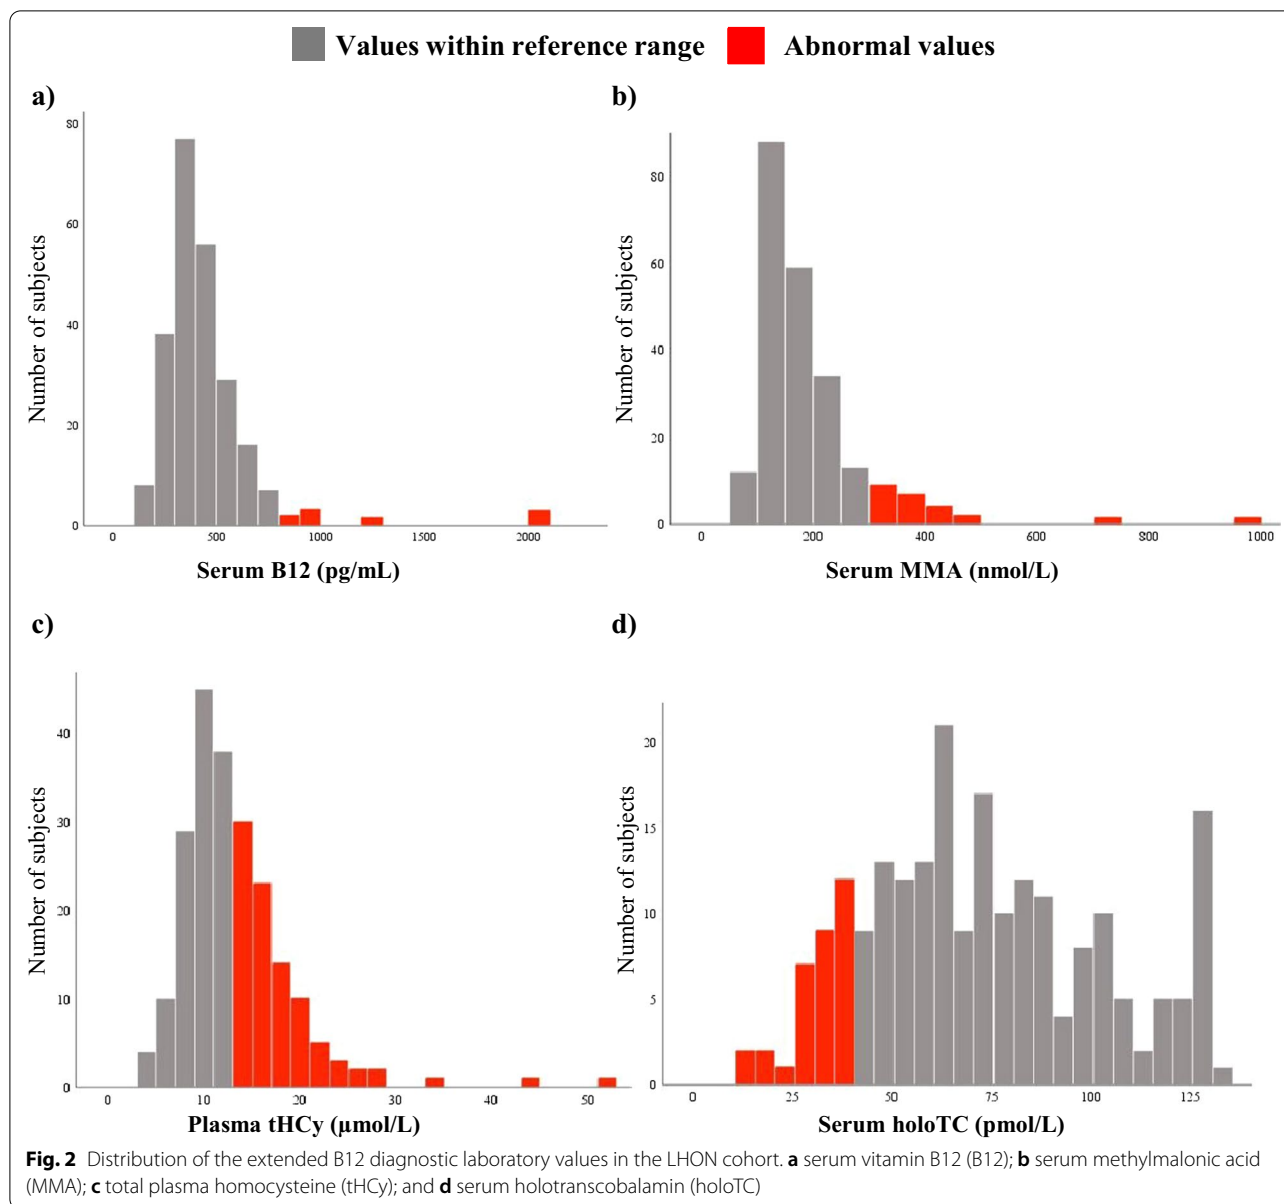 Values within reference range Abnormal values
a)
80
60
40
20
0
Number of subjects
0 500 1000 1500 2000
Serum B12 (pg/mL)
b)
80
60
40
20
0
Number of subjects
0 200 400 600 800 1000
Serum MMA (nmol/L)
c)
40
30
20
10
0
Number of subjects
0 10 20 30 40 50
Plasma tHCy (µmol/L)
d)
20
15
10
5
0
Number of subjects
0 25 50 75 100 125
Serum holoTC (pmol/L)
Fig. 2 Distribution of the extended B12 diagnostic laboratory values in the LHON cohort. a serum vitamin B12 (B12); b serum methylmalonic acid
(MMA); c total plasma homocysteine (tHCy); and d serum holotranscobalamin (holoTC)